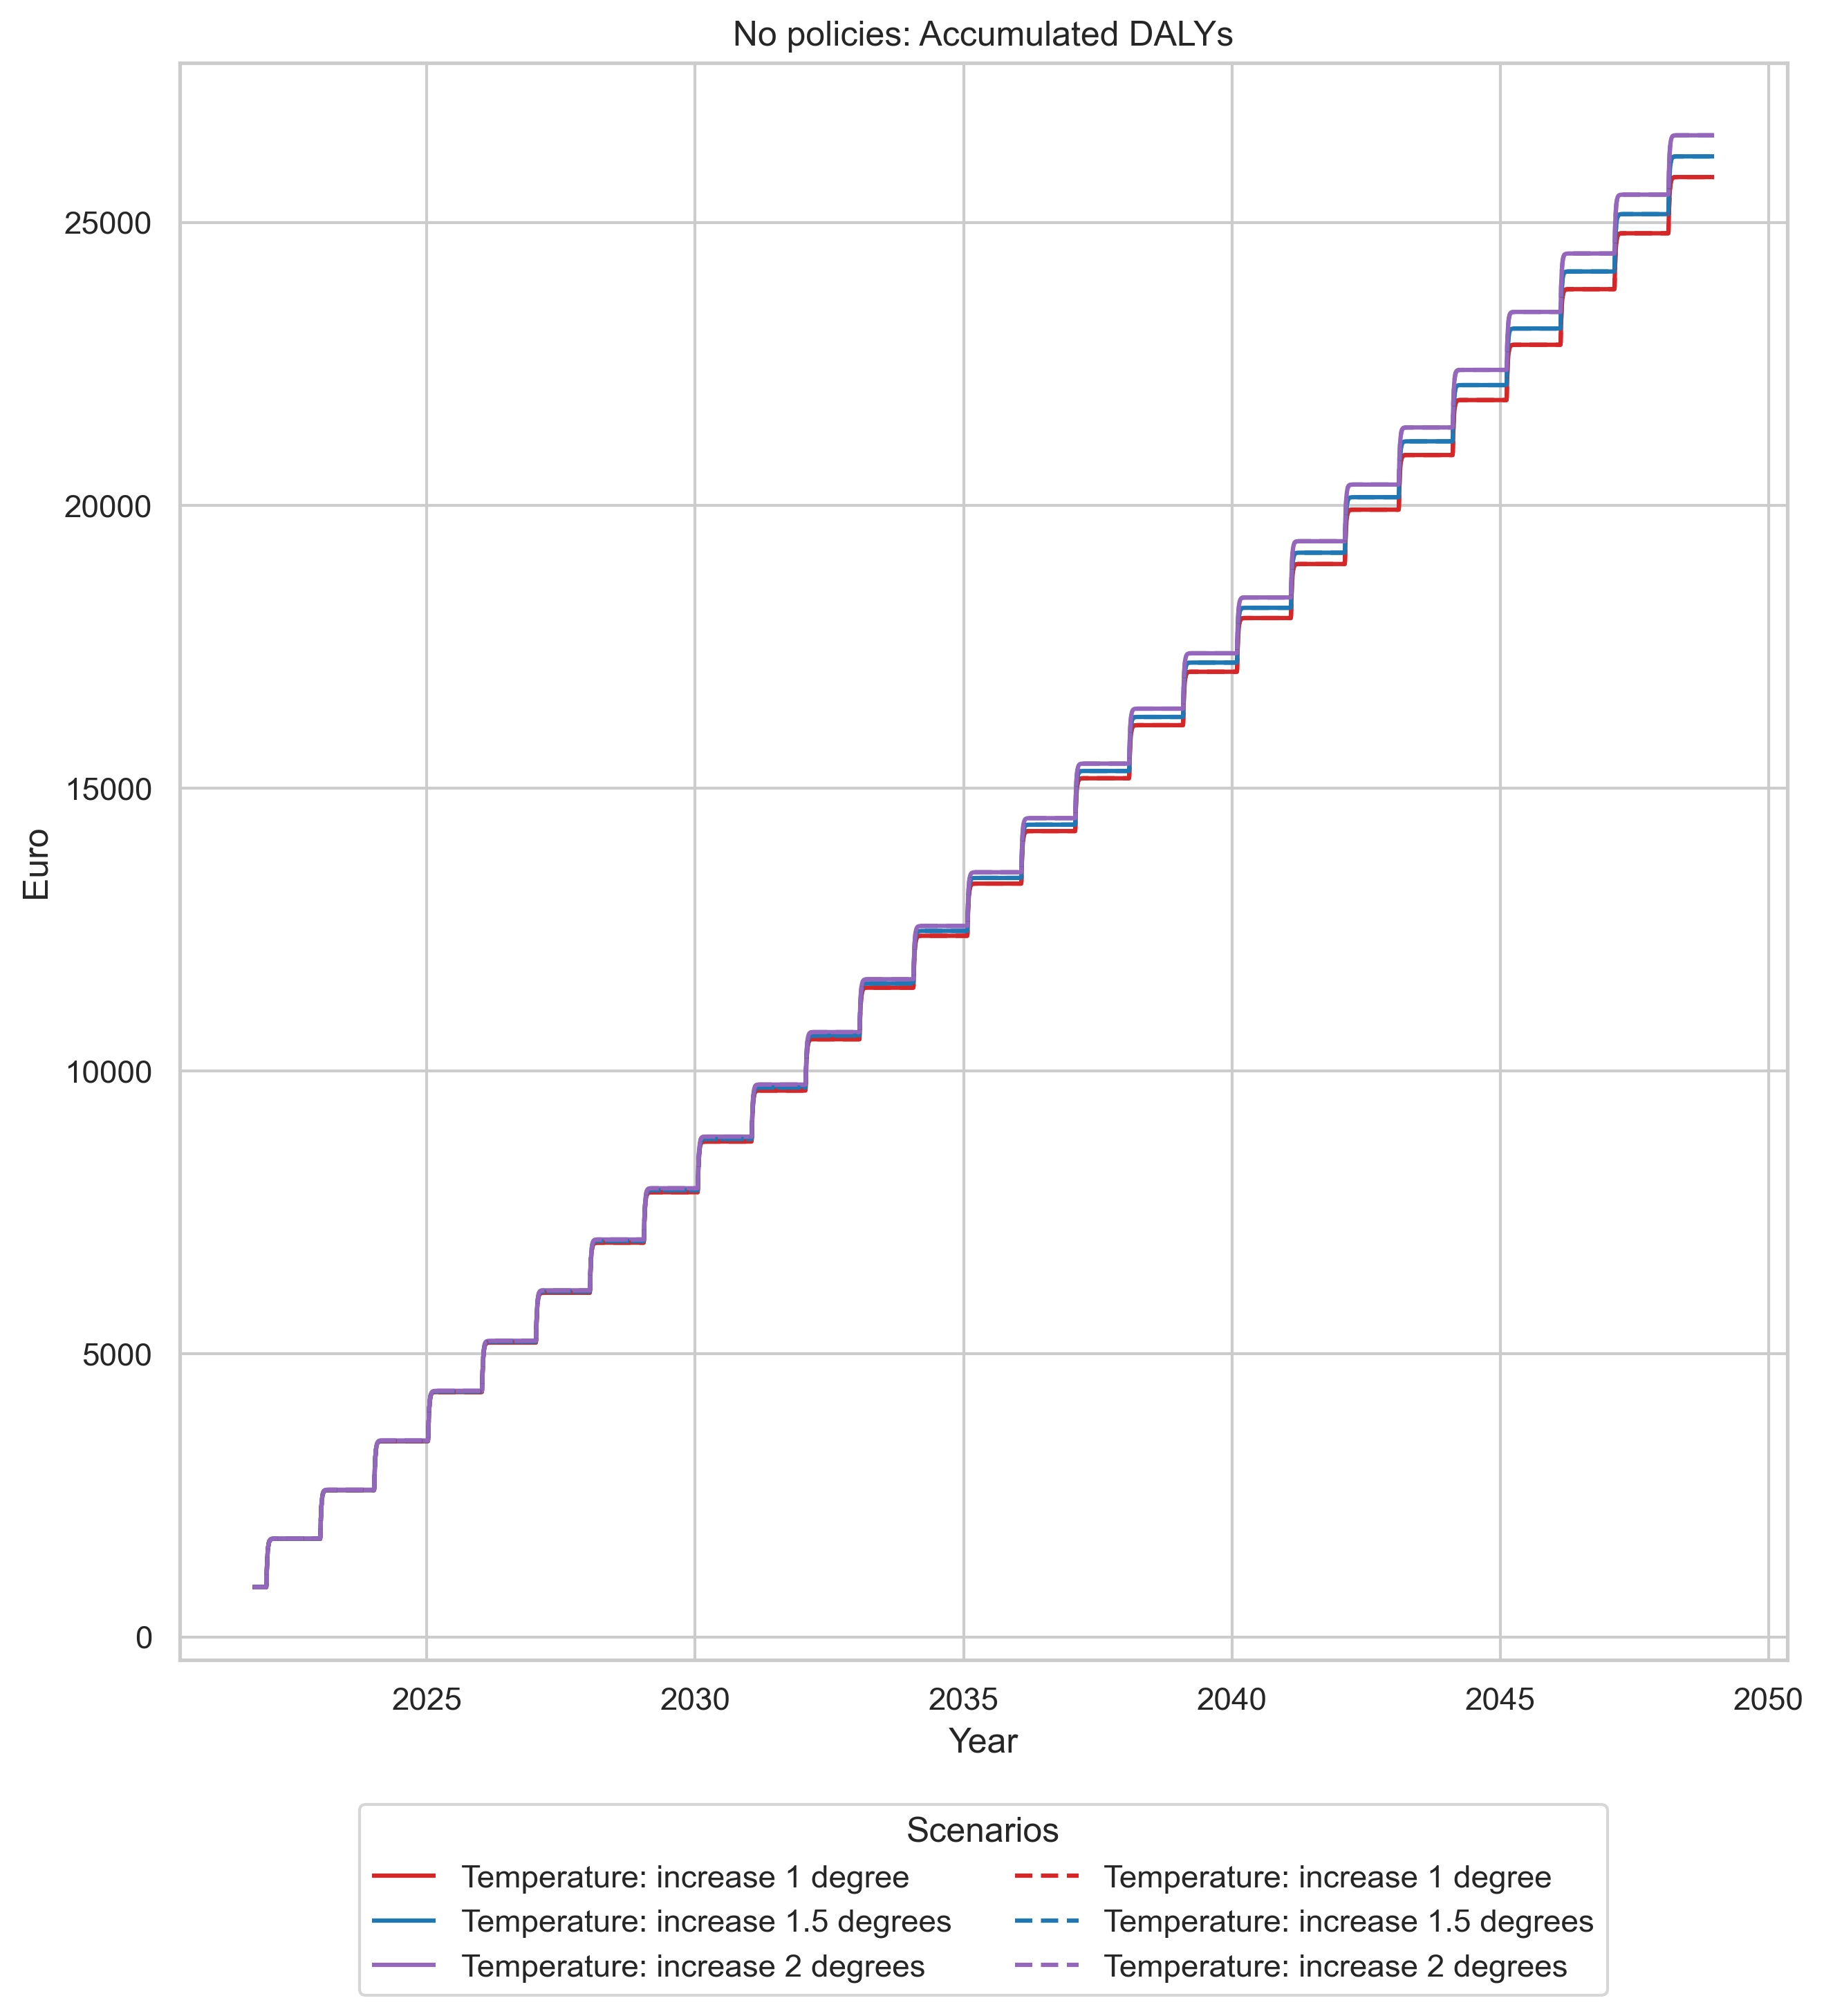 No policies: Accumulated DALYs
25000
20000
15000
10000
5000
0
Euro
2025 2030 2035 2040 2045 2050
Year
Scenarios
Temperature: increase 1 degree
Temperature: increase 1.5 degrees
Temperature: increase 2 degrees
Temperature: increase 1 degree
Temperature: increase 1.5 degrees
Temperature: increase 2 degrees